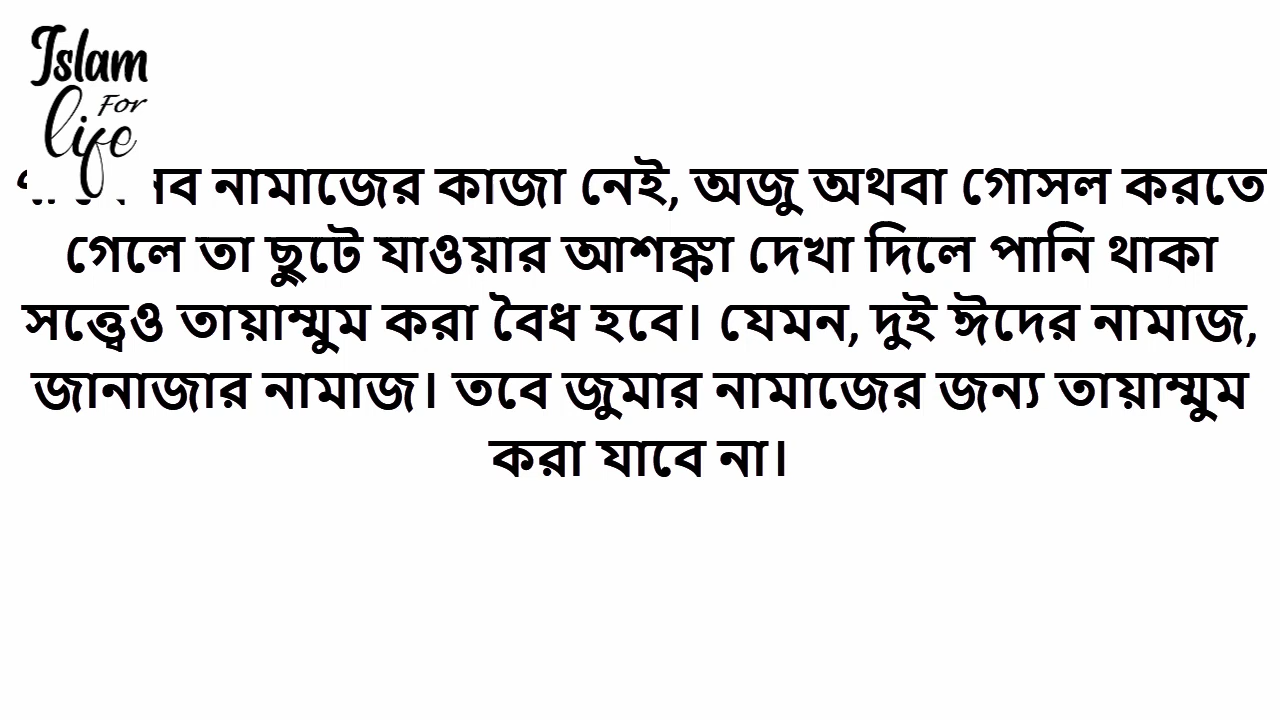 Islam
For
life
নামাজের কাজা নেই, অজু অথবা গোসল করতে
গেলে তা ছুটে যাওয়ার আশঙ্কা দেখা দিলে পানি থাকা
সত্ত্বেও তায়াম্মুম করা বৈধ হবে। যেমন, দুই ঈদের নামাজ,
জানাজার নামাজ। তবে জুমার নামাজের জন্য তায়াম্মুম
করা যাবে না।